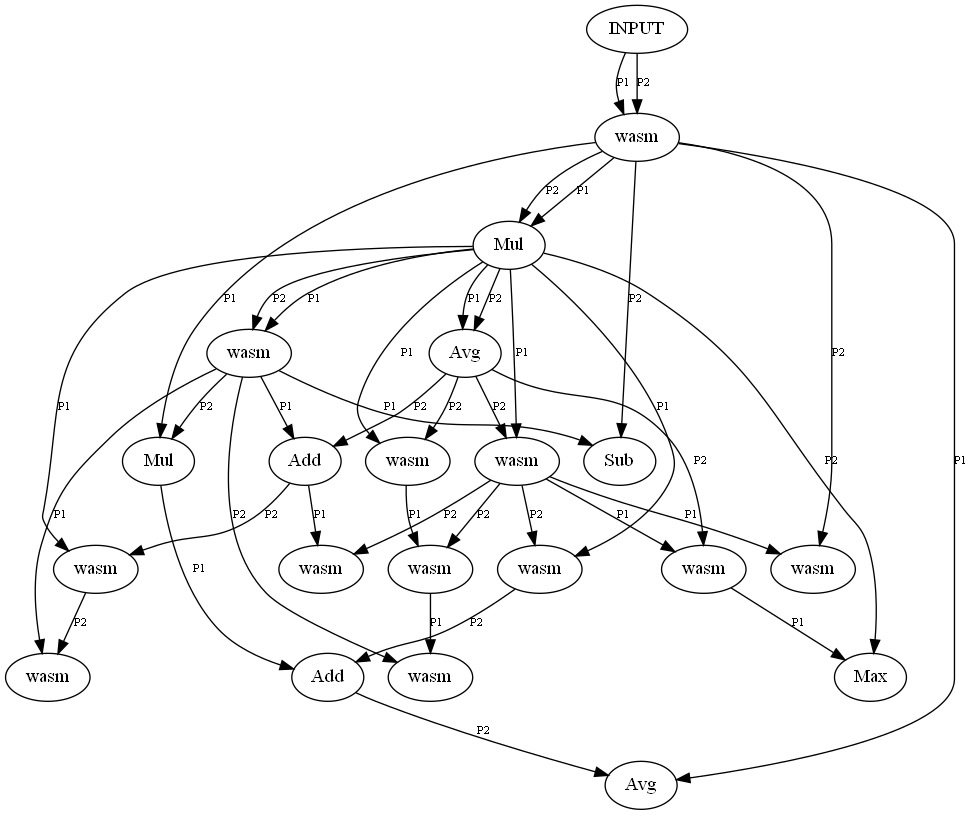 INPUT
P1 P2
wasm
P2 P1
Mul
P1 P2 P1 P1 P2 P2
wasm Avg
P1 P1 P2 P1 P2
P1 P2 P1 P1 P2 P2 P1 P2
Mul Add wasm wasm Sub P2 P2 P1
P1 P2 P2 P1 P1 P2 P2 P2 P1 P1
wasm wasm wasm wasm wasm wasm
P2 P1 P1 P2 P1
wasm Add wasm Max
P2
Avg